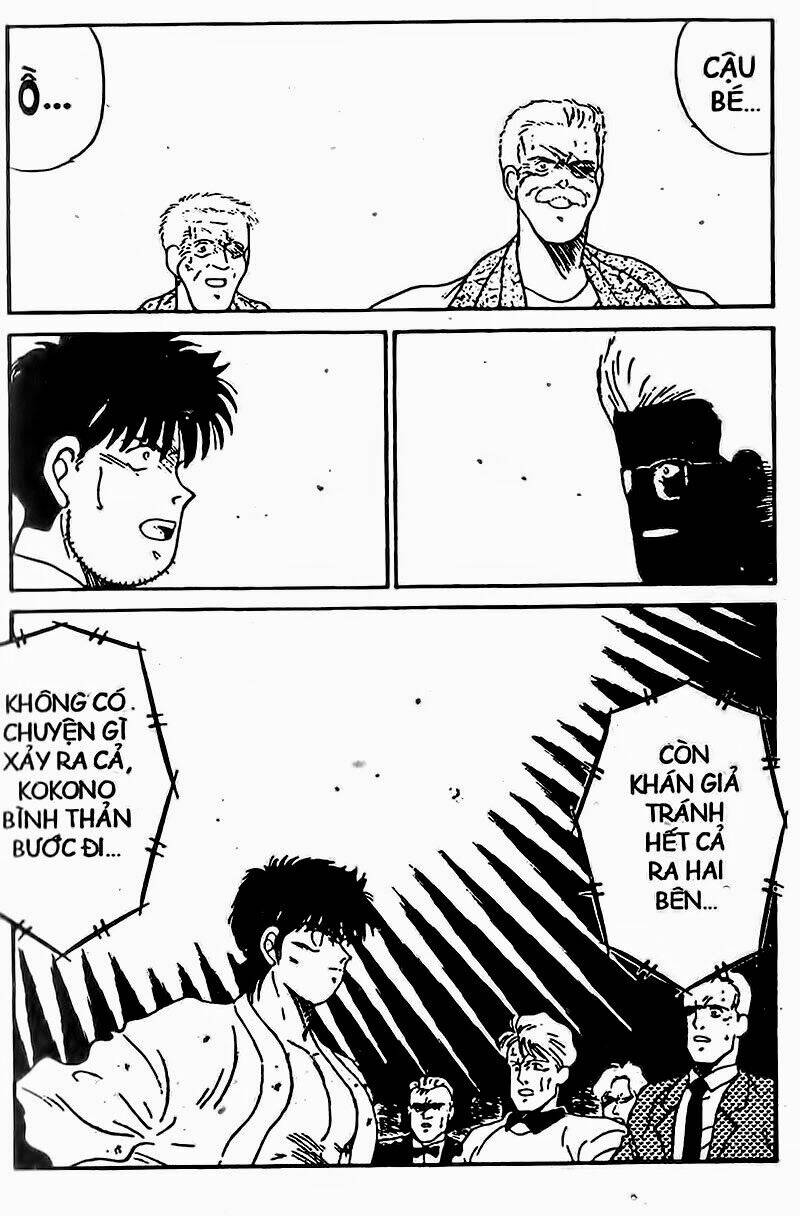 CẬU
BÉ...
Ồ...
CÒN
KHÁN GIẢ
TRÁNH
HẾT CẢ
RA HAI
BÊN...
KHÔNG CÓ
CHUYỆN GÌ
XẢY RA CẢ,
KOKONO
BÌNH THẢN
BƯỚC ĐI...